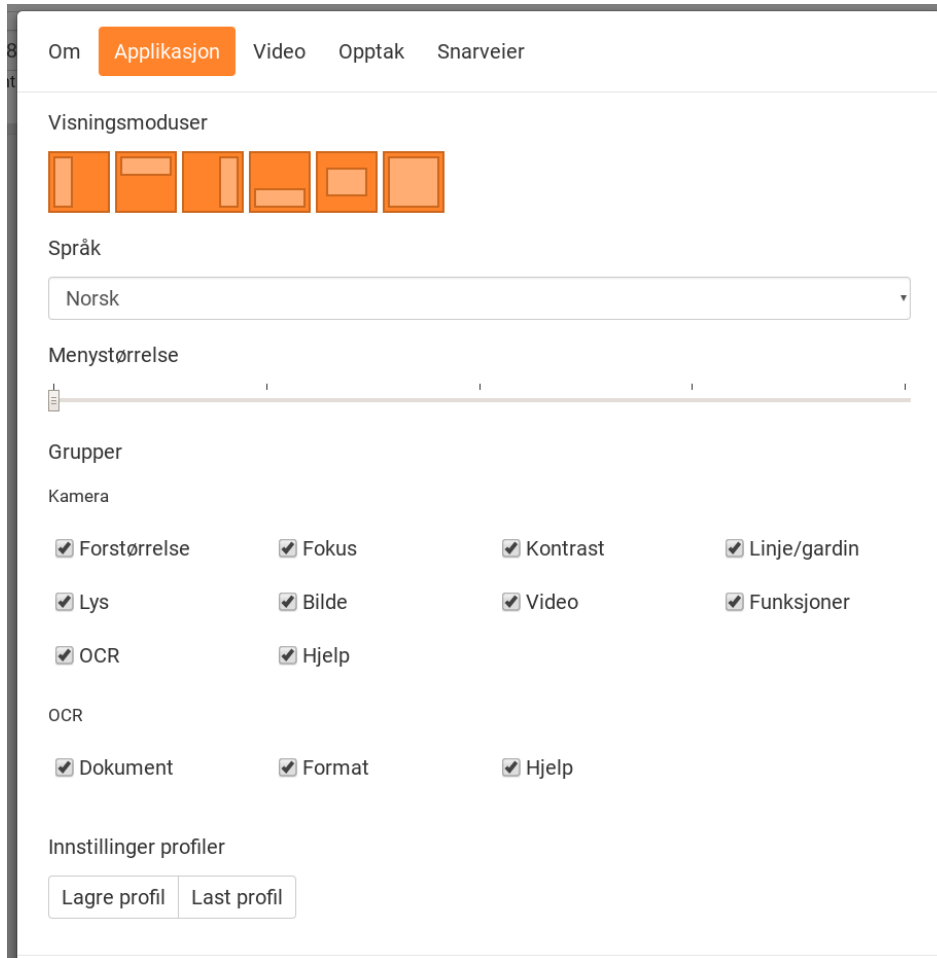 Om Applikasjon Video Opptak Snarveier
8
Visningsmoduser
Språk
Norsk
Menystørrelse
Grupper
Kamera
Forstørrelse Fokus Kontrast Linje/gardin
Lys Bilde Video Funksjoner
OCR Hjelp
OCR
Dokument Format Hjelp
Innstillinger profiler
Lagre profil Last profil